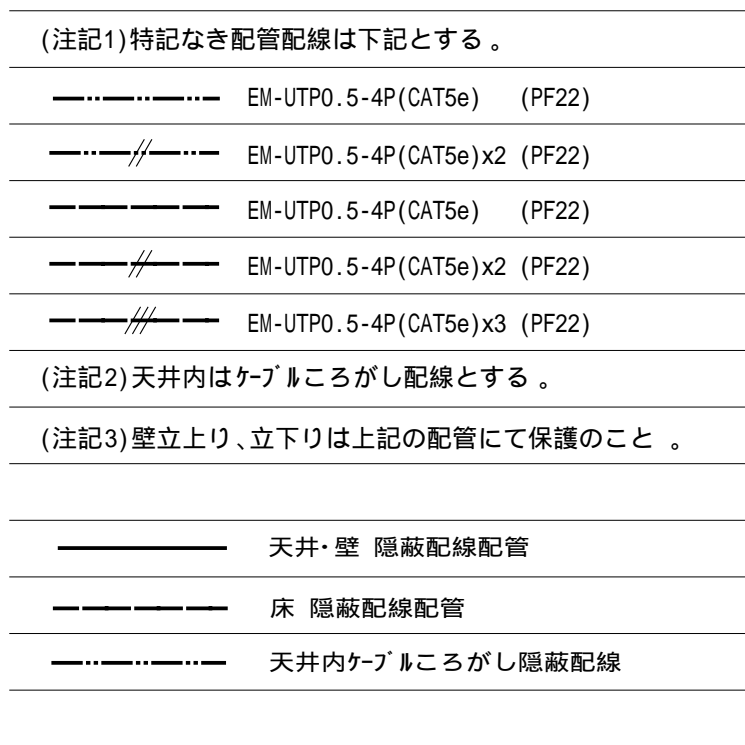 (注記1)特記なき配管配線は下記とする。
EM-UTP0.5-4P(CAT5e) (PF22)
EM-UTP0.5-4P(CAT5e)x2 (PF22)
EM-UTP0.5-4P(CAT5e) (PF22)
EM-UTP0.5-4P(CAT5e)x2 (PF22)
EM-UTP0.5-4P(CAT5e)x3 (PF22)
(注記2)天井内はｹｰﾌﾞﾙころがし配線とする。
(注記3)壁立上り、立下りは上記の配管にて保護のこと。
天井・壁 隠蔽配線配管
床 隠蔽配線配管
天井内ｹｰﾌﾞﾙころがし隠蔽配線